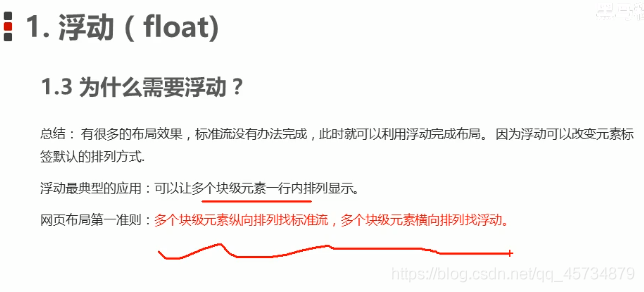 1. 浮动（float)
1.3 为什么需要浮动？
总结： 有很多的布局效果，标准流没有办法完成，此时就可以利用浮动完成布局。 因为浮动可以改变元素标
签默认的排列方式.
浮动最典型的应用：可以让多个块级元素一行内排列显示。
网页布局第一准则：多个块级元素纵向排列找标准流，多个块级元素横向排列找浮动。
https://blog.csdn.net/qq_45734879